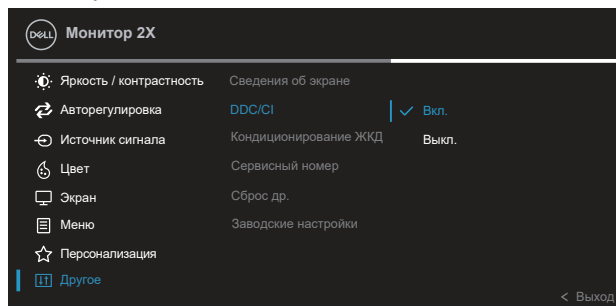 DELL Монитор 2X
Яркость / контрастность Сведения об экране
Авторегулировка DDC/CI Вкл.
Источник сигнала Кондиционирование ЖКД Выкл.
Цвет Сервисный номер
Экран Сброс др.
Меню Заводские настройки
Персонализация
Другое
< Выход